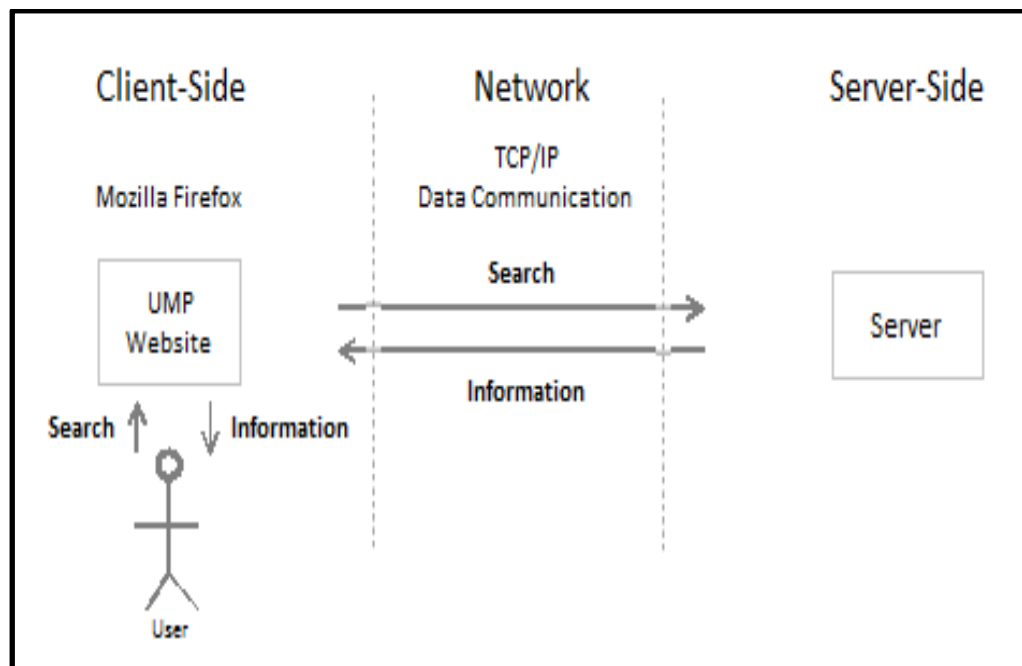 Client-Side
Network
Server-Side
Mozilla Firefox
TCP/IP
Data Communication
UMP
Website
Search
Information
Server
Search
Information
User